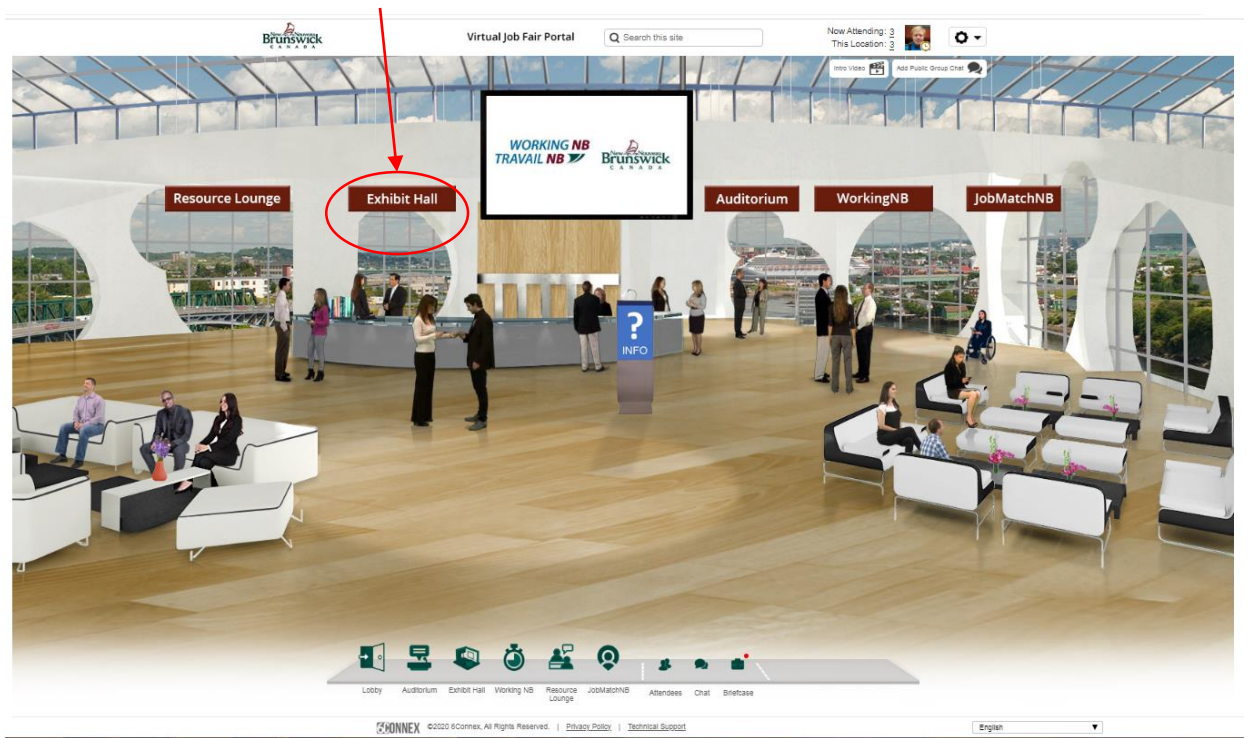 New Nouveau
Brunswick
CANADA
Virtual Job Fair Portal
Search this site
Now Attending: 3
This Location: 3
Intro Video
Add Public Group Chat
WORKING NB
TRAVAIL NB
New Nouveau
Brunswick
CANADA
Resource Lounge
Exhibit Hall
Auditorium
WorkingNB
JobMatchNB
?
INFO
Lobby
Auditorium
Exhibit Hall
Working NB
Resource
Lounge
JobMatchNB
Attendees
Chat
Briefcase
6CONNEX ©2020 6Connex, All Rights Reserved. | Privacy Policy | Technical Support
English